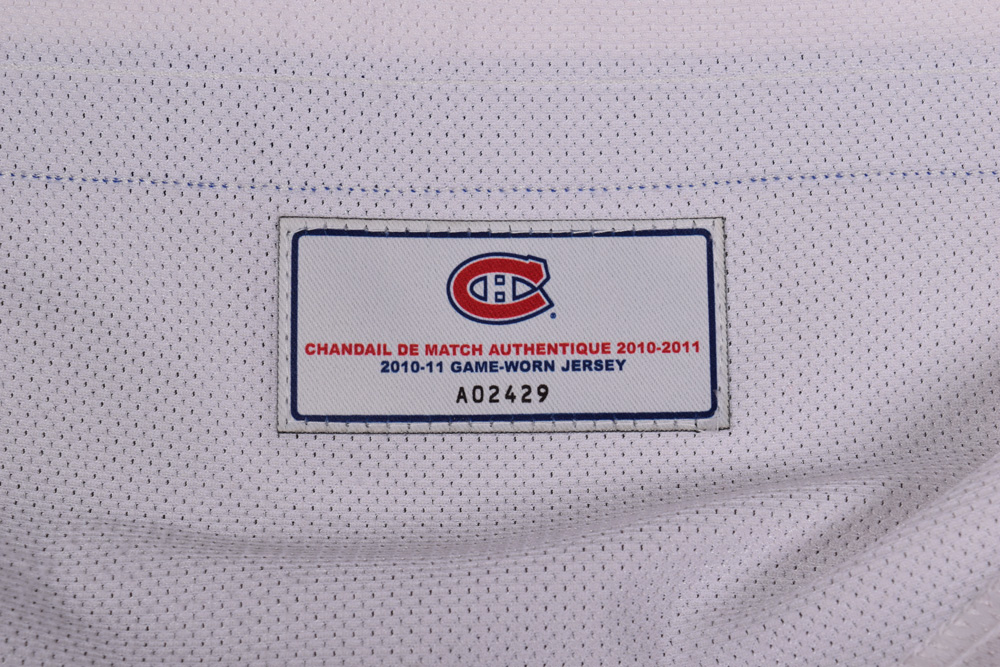 CHANDAIL DE MATCH AUTHENTIQUE 2010-2011
2010-11 GAME-WORN JERSEY
A02429